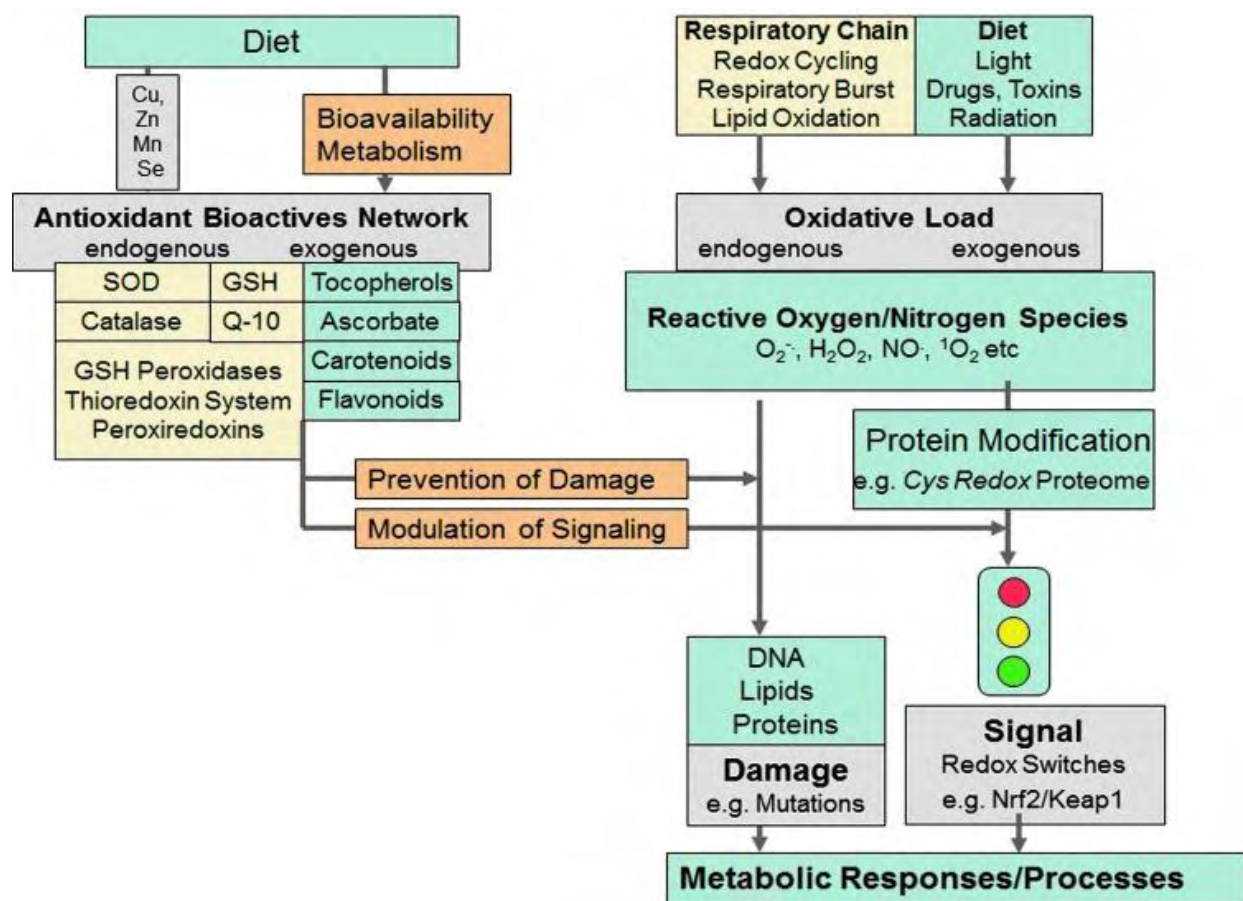 Diet
Cu,
Zn
Mn
Se
Bioavailability
Metabolism
Antioxidant Bioactives Network
endogenous exogenous
SOD
GSH
Tocopherols
Catalase
Q-10
Ascorbate
Carotenoids
GSH Peroxidases
Thioredoxin System
Peroxiredoxins
Flavonoids
Respiratory Chain
Redox Cycling
Respiratory Burst
Lipid Oxidation
Diet
Light
Drugs, Toxins
Radiation
Oxidative Load
endogenous exogenous
Reactive Oxygen/Nitrogen Species
O₂⁻·, H₂O₂, NO·, ¹O₂ etc
Protein Modification
e.g. Cys Redox Proteome
Prevention of Damage
Modulation of Signaling
DNA
Lipids
Proteins
Damage
e.g. Mutations
Signal
Redox Switches
e.g. Nrf2/Keap1
Metabolic Responses/Processes